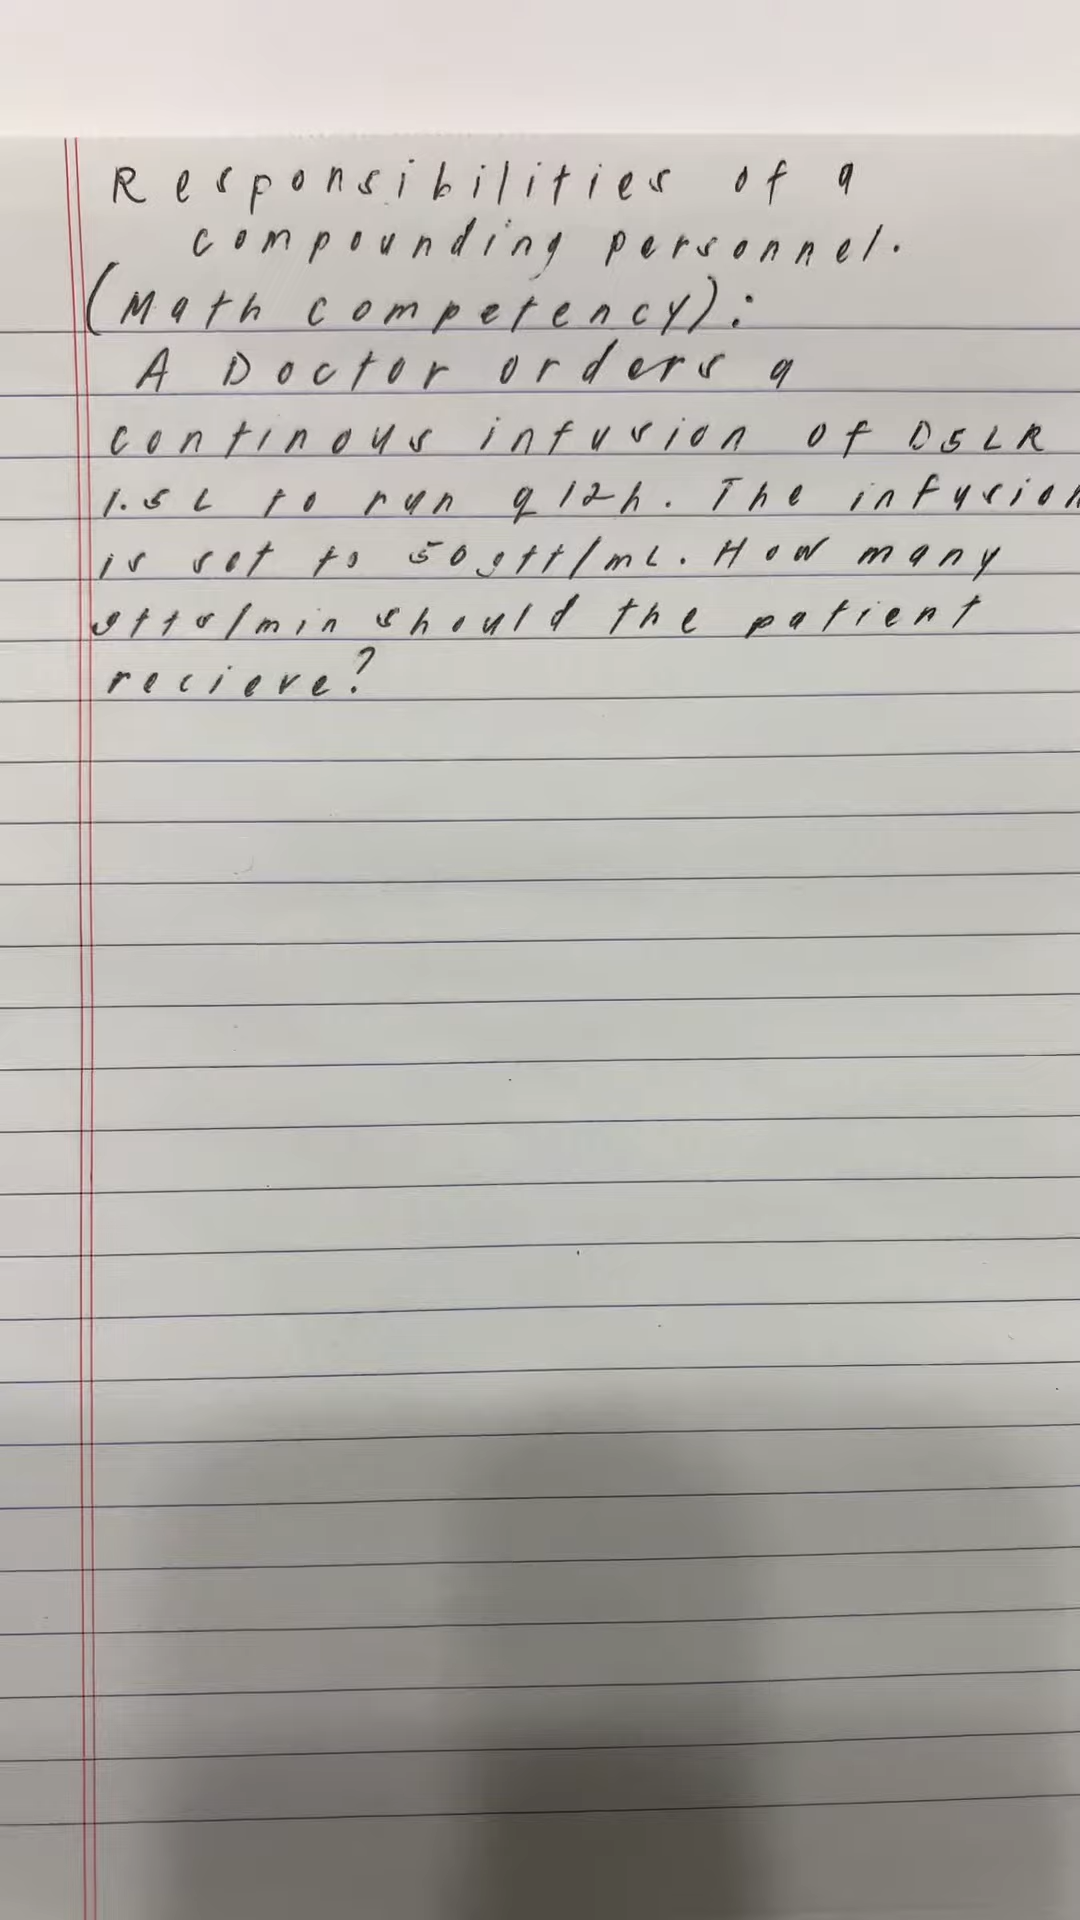 Responsibilities of a
compounding personnel.
(Math competency):
A Doctor orders a
continous infusion of D5LR
1.5 L to run q12h. The infusion
is set to 50gtt/mL. How many
gtts/min should the patient
recieve?